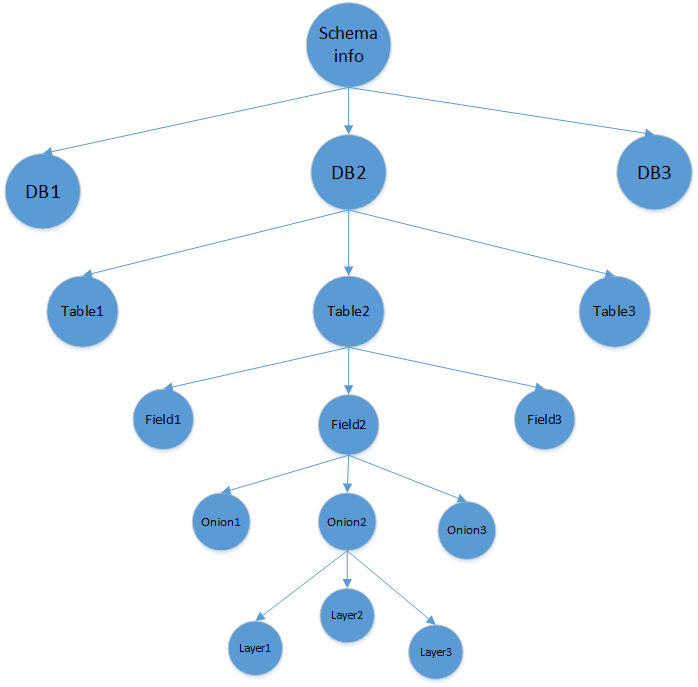 Schema
info
DB1
DB2
DB3
Table1
Table2
Table3
Field1
Field2
Field3
Onion1
Onion2
Onion3
Layer1
Layer2
Layer3